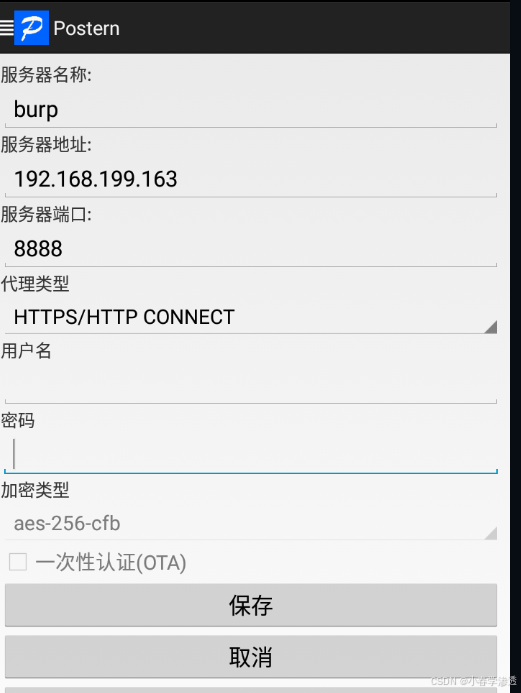 Postern
服务器名称:
burp
服务器地址:
192.168.199.163
服务器端口:
8888
代理类型
HTTPS/HTTP CONNECT
用户名
密码
加密类型
aes-256-cfb
一次性认证(OTA)
保存
取消
CSDN @小春学渗透